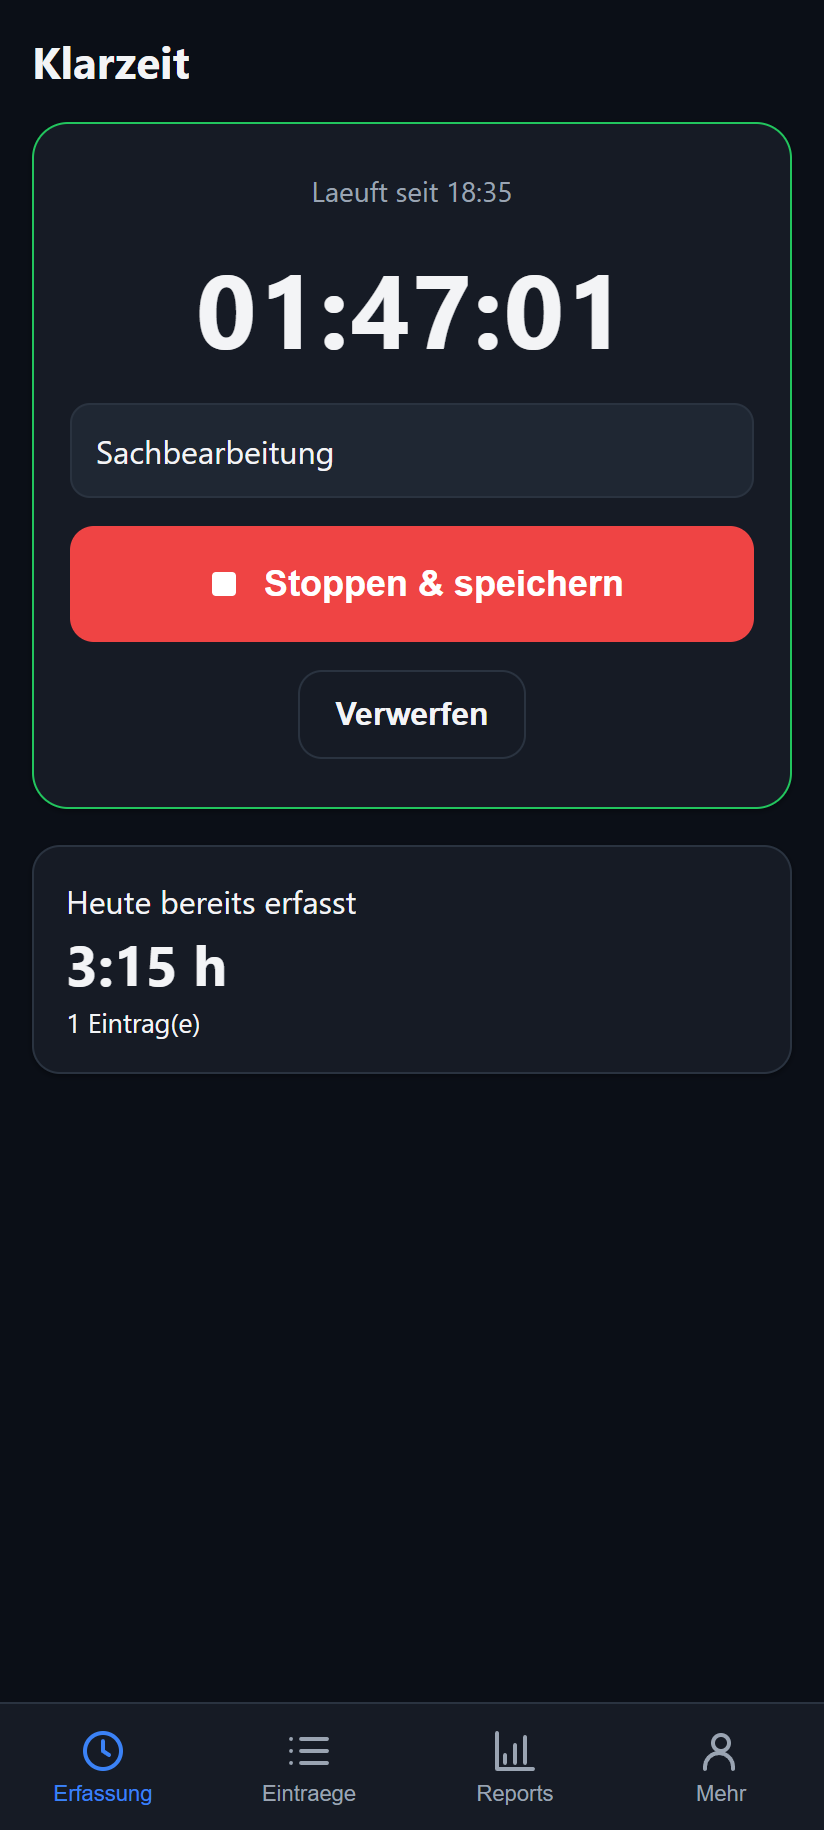 Klarzeit
Laeuft seit 18:35
01:47:01
Sachbearbeitung
Stoppen & speichern
Verwerfen
Heute bereits erfasst
3:15 h
1 Eintrag(e)
Erfassung
Eintraege
Reports
Mehr